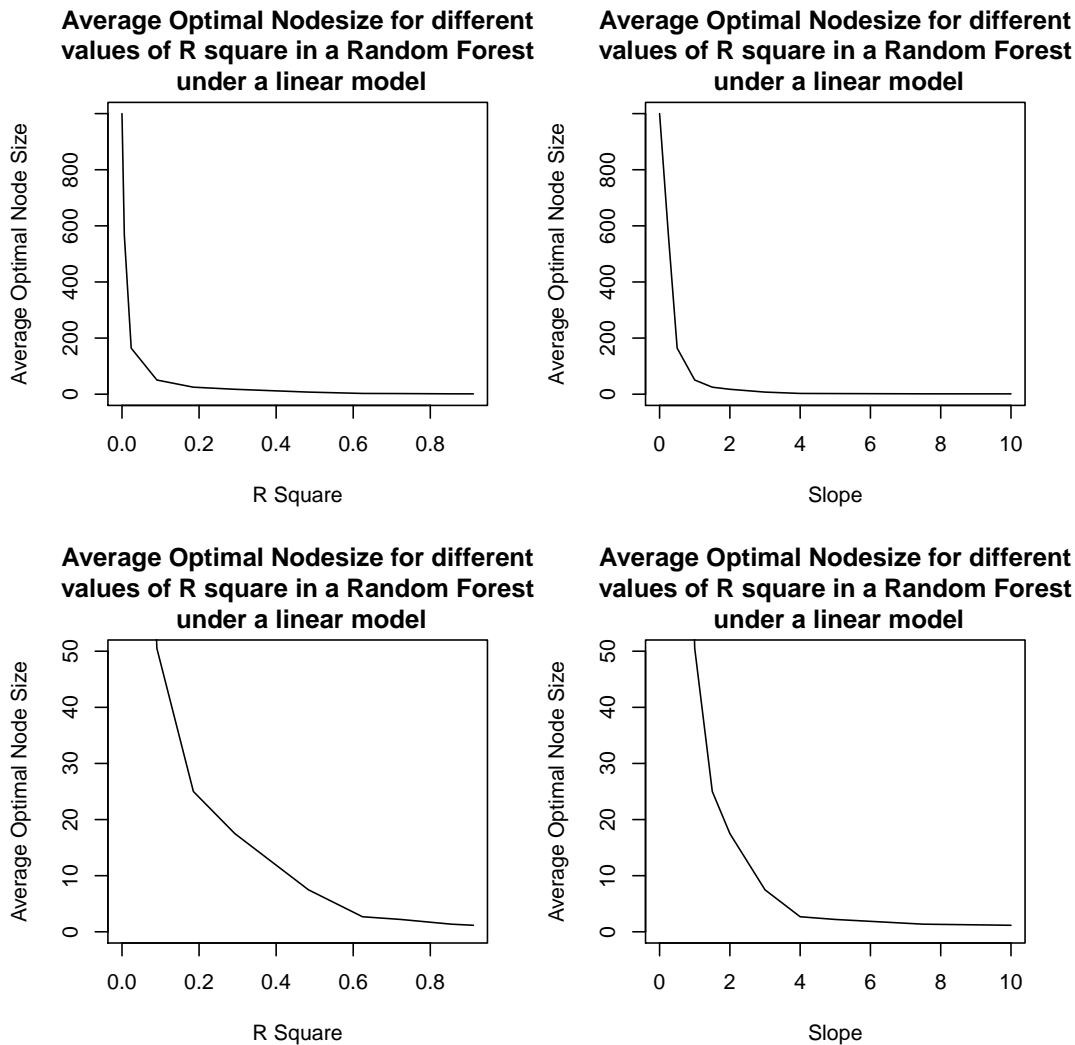 Average Optimal Nodesize for different
values of R square in a Random Forest
under a linear model
Average Optimal Node Size
0
200
400
600
800
0.0 0.2 0.4 0.6 0.8
R Square
Average Optimal Nodesize for different
values of R square in a Random Forest
under a linear model
Average Optimal Node Size
0
200
400
600
800
0 2 4 6 8 10
Slope
Average Optimal Nodesize for different
values of R square in a Random Forest
under a linear model
Average Optimal Node Size
0
10
20
30
40
50
0.0 0.2 0.4 0.6 0.8
R Square
Average Optimal Nodesize for different
values of R square in a Random Forest
under a linear model
Average Optimal Node Size
0
10
20
30
40
50
0 2 4 6 8 10
Slope